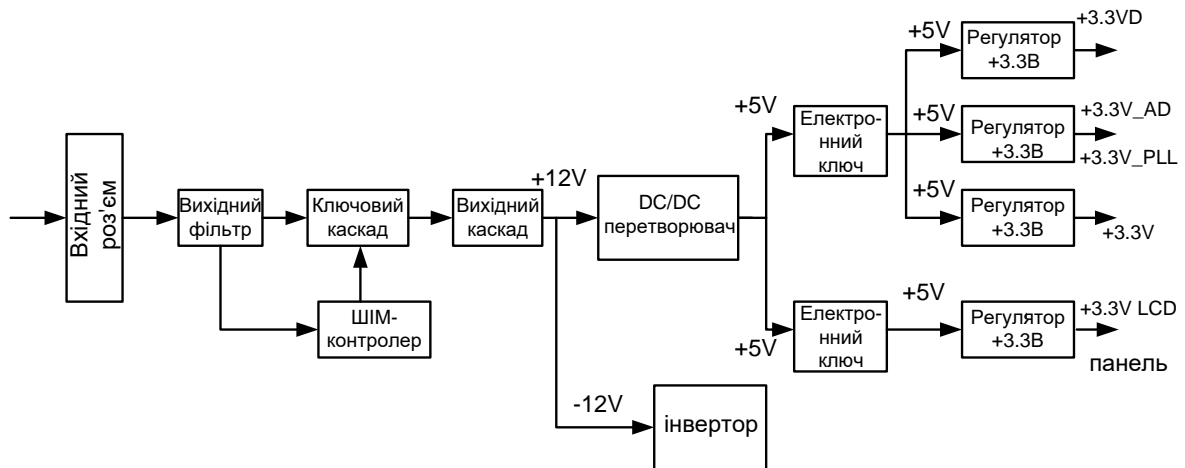 Вхідний
роз'єм
Вихідний
фільтр
ШІМ-
контролер
Ключовий
каскад
Вихідний
каскад
+12V
-12V
інвертор
DC/DC
перетворювач
+5V
Електро-
нний
ключ
+5V
Регулятор
+3.3В
+3.3VD
+5V
Регулятор
+3.3В
+3.3V_AD
+3.3V_PLL
+5V
Регулятор
+3.3В
+3.3V
+5V
Електро-
нний
ключ
+5V
Регулятор
+3.3В
+3.3V LCD
панель